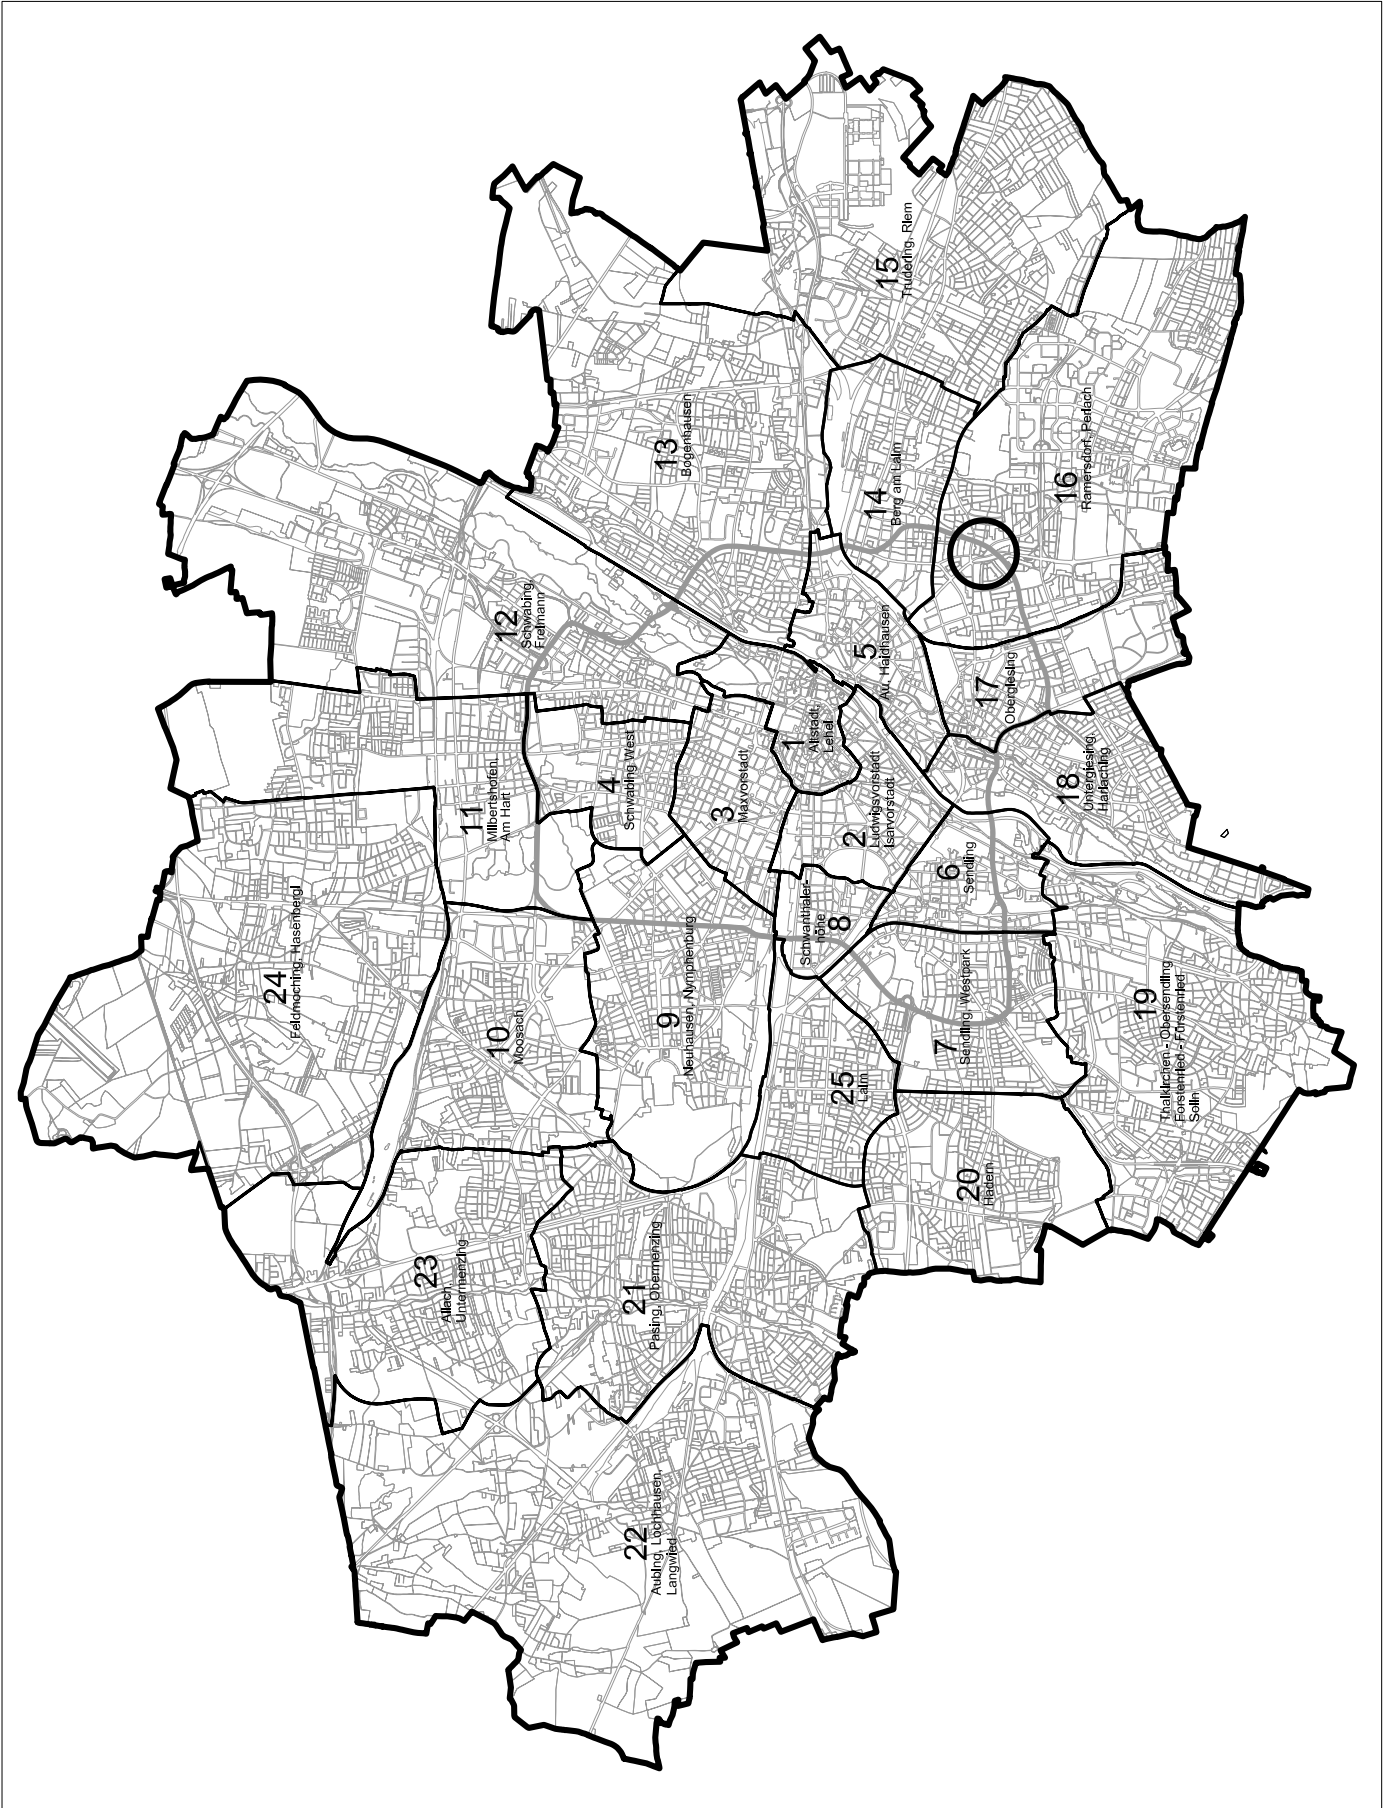 1
Altstadt,
Lehel
2
Ludwigsvorstadt
Isarvorstadt
3
Maxvorstadt
4
Schwabing West
5
Au, Haidhausen
6
Sendling
7
Sendling, Westpark
Schwanthaler-
höhe
8
9
Neuhausen, Nymphenburg
10
Moosach
11
Milbertshofen,
Am Hart
12
Schwabing,
Freimann
13
Bogenhausen
14
Berg am Laim
15
Trudering, Riem
16
Ramersdorf, Perlach
17
Obergiesing
18
Untergiesing,
Harlaching
19
Thalkirchen - Obersendling
Forstenried - Fürstenried
Solln
20
Hadern
21
Pasing, Obermenzing
22
Aubing, Lochhausen,
Langwied
23
Allach,
Untermenzing
24
Feldmoching, Hasenbergl
25
Laim